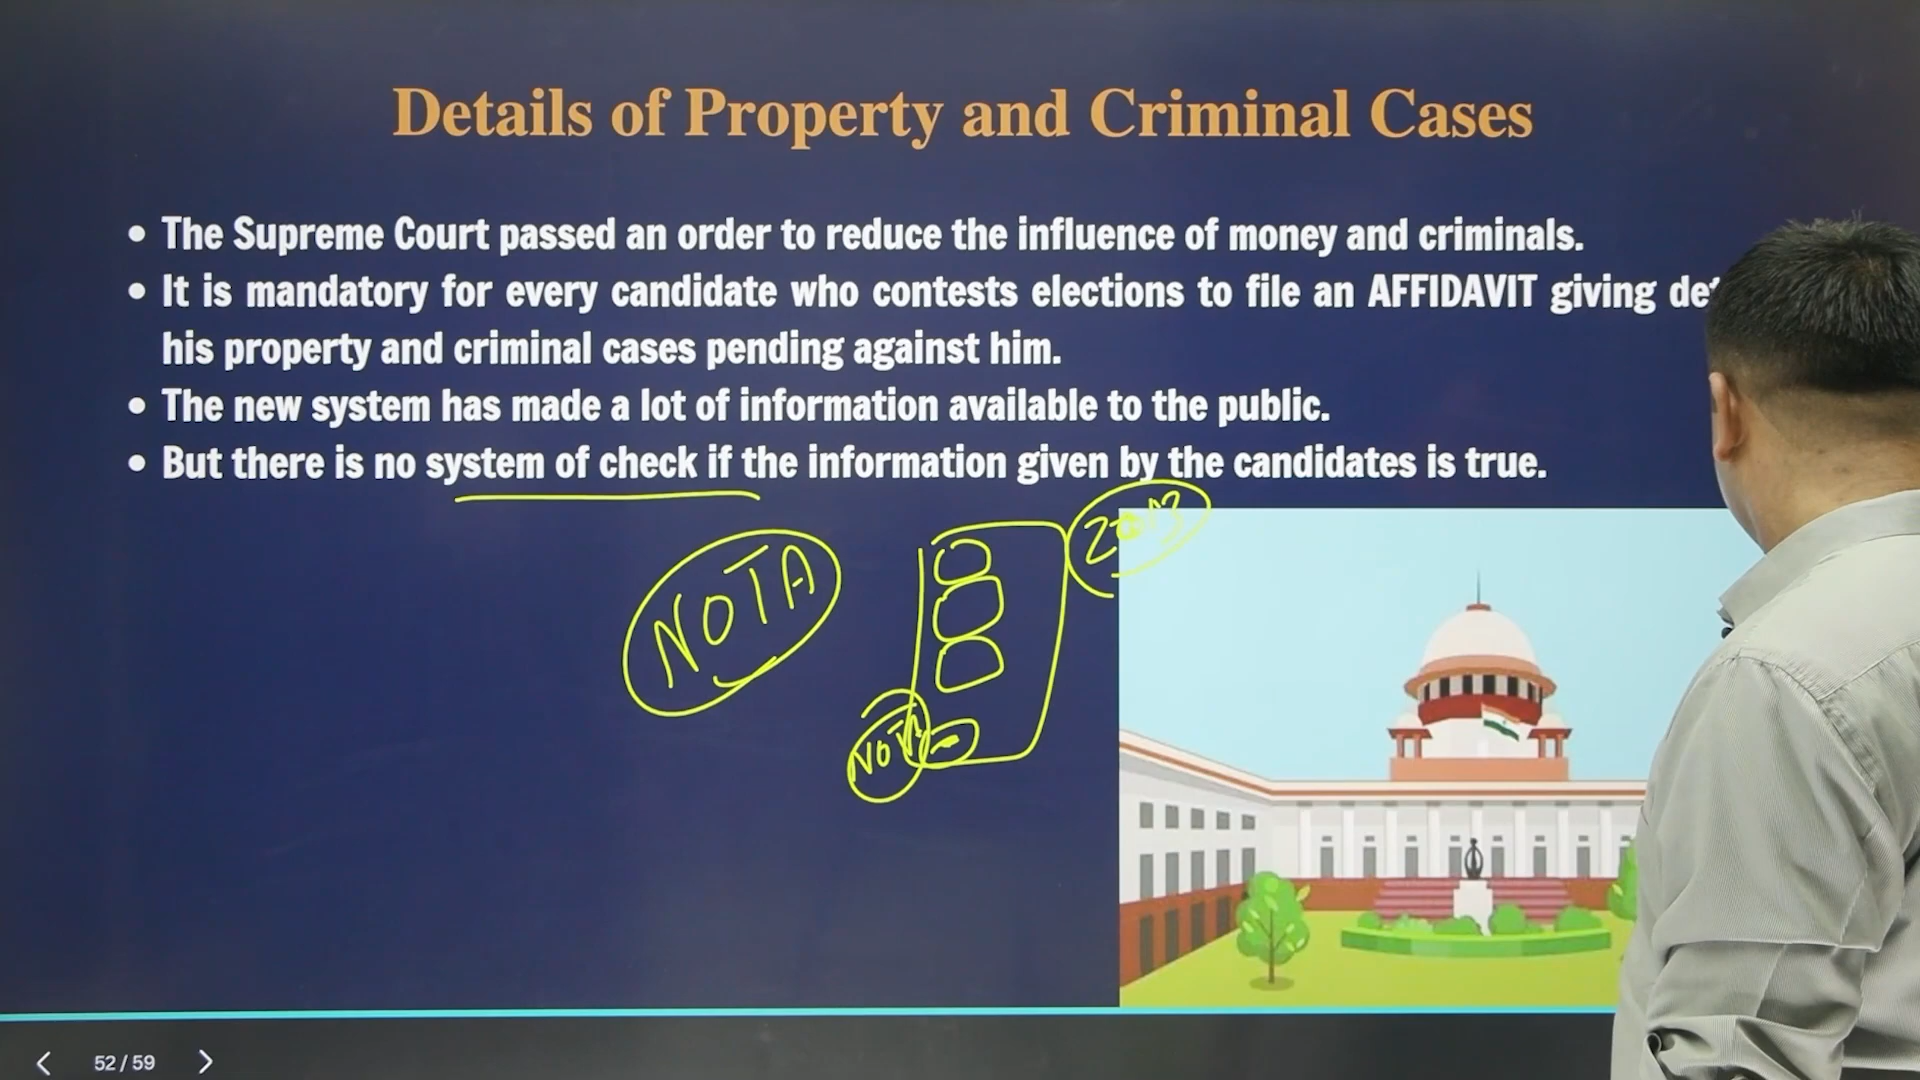 Details of Property and Criminal Cases
• The Supreme Court passed an order to reduce the influence of money and criminals.
• It is mandatory for every candidate who contests elections to file an AFFIDAVIT giving
his property and criminal cases pending against him.
• The new system has made a lot of information available to the public.
• But there is no system of check if the information given by the candidates is true.
2013
NOTA
NOTA
52 / 59